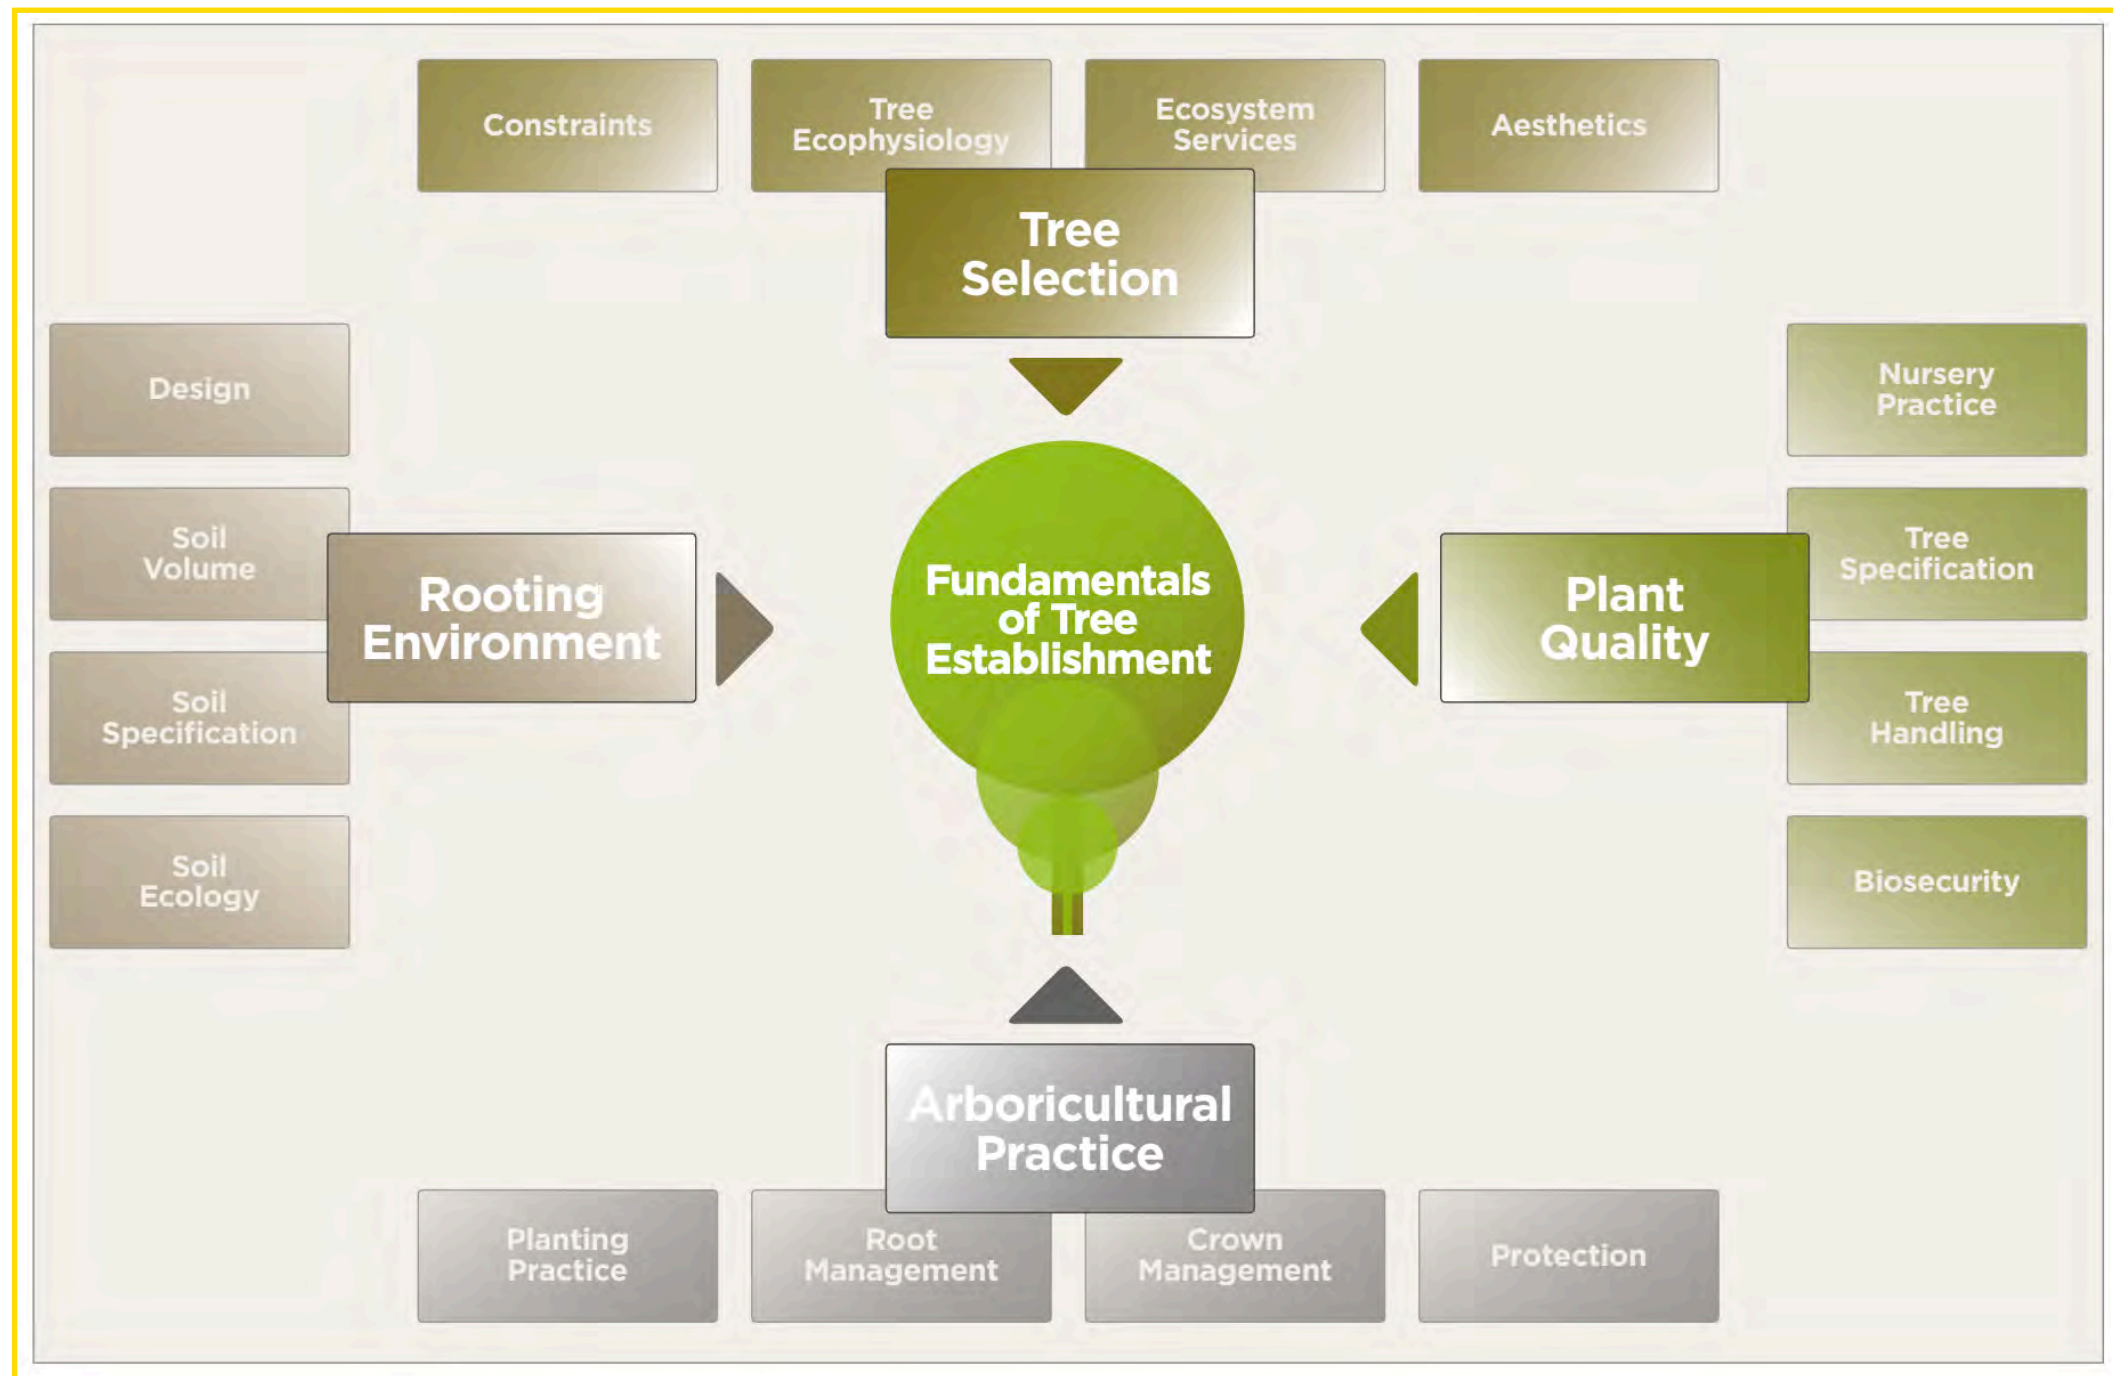 Constraints
Tree
Ecophysiology
Ecosystem
Services
Aesthetics
Tree
Selection
Design
Soil
Volume
Soil
Specification
Soil
Ecology
Rooting
Environment
Fundamentals
of Tree
Establishment
Plant
Quality
Nursery
Practice
Tree
Specification
Tree
Handling
Biosecurity
Arboricultural
Practice
Planting
Practice
Root
Management
Crown
Management
Protection